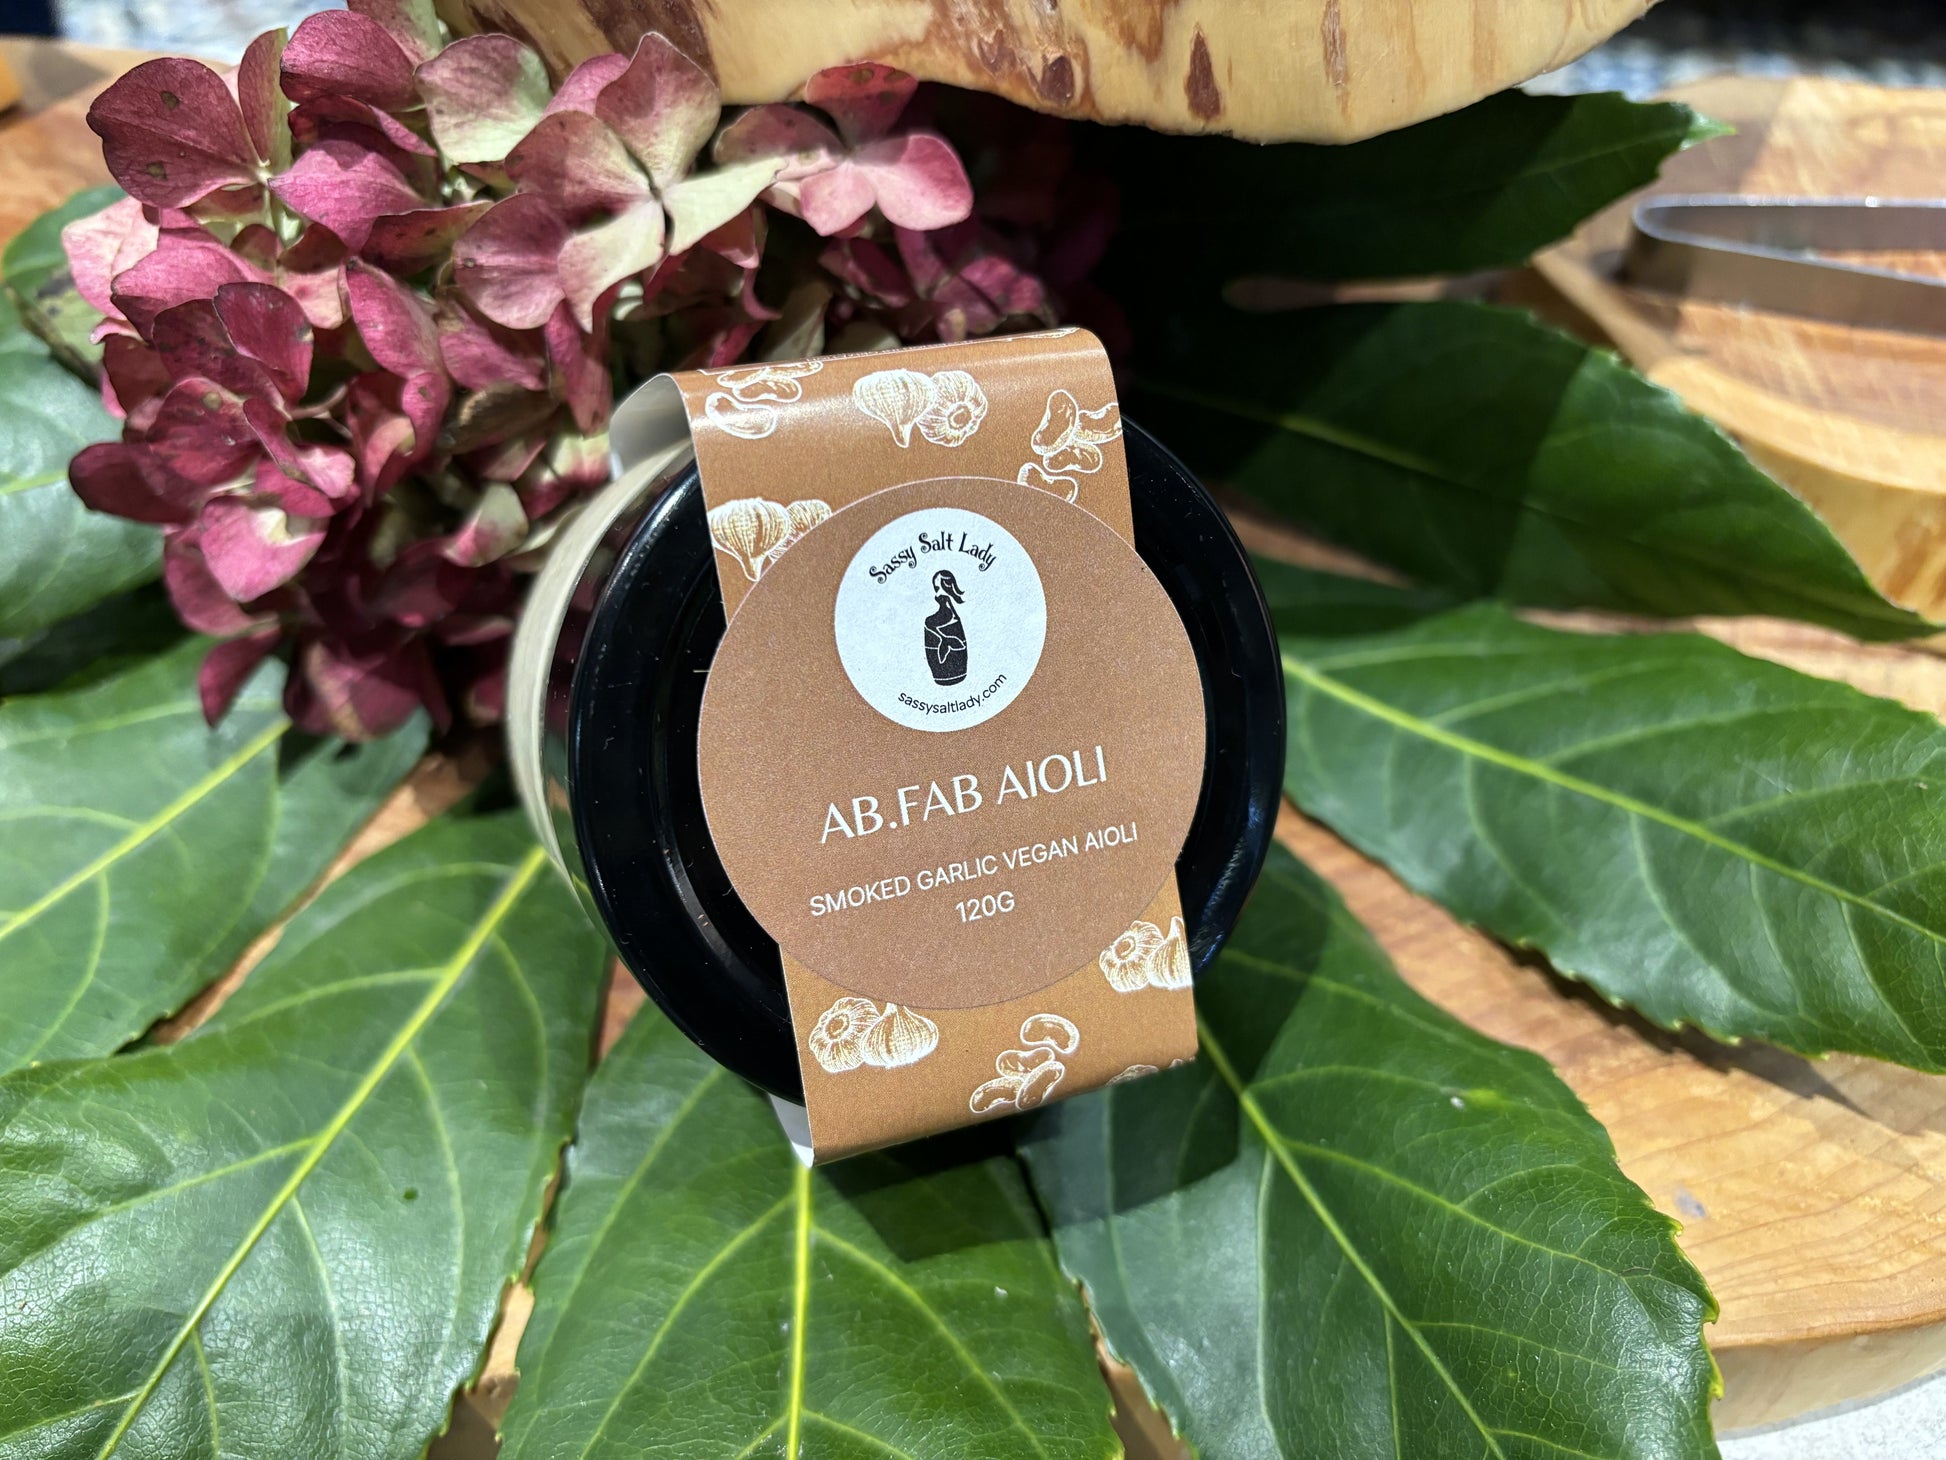 Sassy Salt Lady
sassysaltlady.com
AB.FAB AIOLI
SMOKED GARLIC VEGAN AIOLI
120G